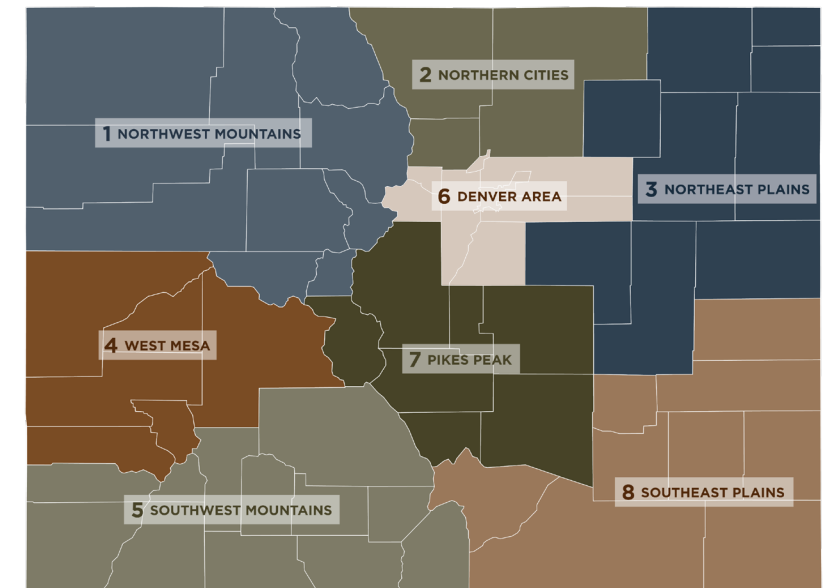 2 NORTHERN CITIES
1 NORTHWEST MOUNTAINS
3 NORTHEAST PLAINS
6 DENVER AREA
4 WEST MESA
7 PIKES PEAK
8 SOUTHEAST PLAINS
5 SOUTHWEST MOUNTAINS